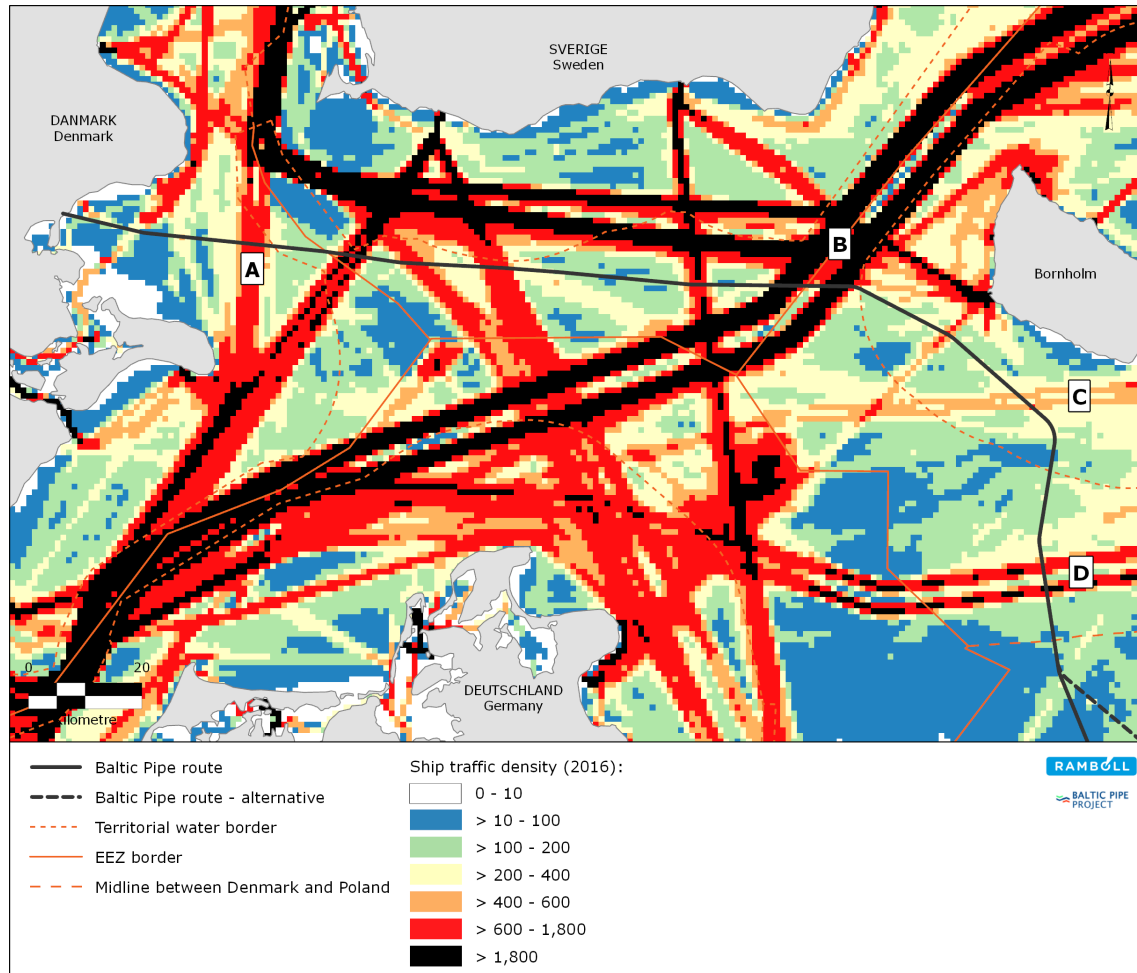 SVERIGE
Sweden
DANMARK
Denmark
B
A
Bornholm
C
D
0
20
Kilometre
DEUTSCHLAND
Germany
Baltic Pipe route
Baltic Pipe route - alternative
Territorial water border
EEZ border
Midline between Denmark and Poland
Ship traffic density (2016):
0 - 10
> 10 - 100
> 100 - 200
> 200 - 400
> 400 - 600
> 600 - 1,800
> 1,800
RAMBOLL
BALTIC PIPE
PROJECT